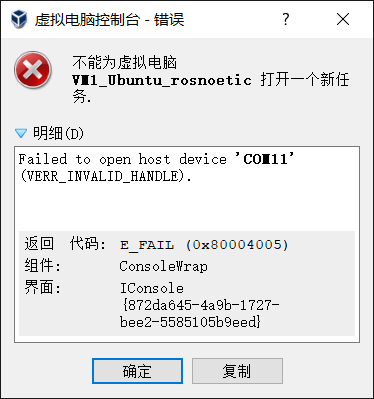 虚拟电脑控制台 - 错误
不能为虚拟电脑
VM1_Ubuntu_rosnoetic 打开一个新任
务.
明细(D)
Failed to open host device 'COM11'
(VERR_INVALID_HANDLE).
返回 代码: E_FAIL (0x80004005)
组件: ConsoleWrap
界面: IConsole
{872da645-4a9b-1727-
bee2-5585105b9eed}
确定 复制